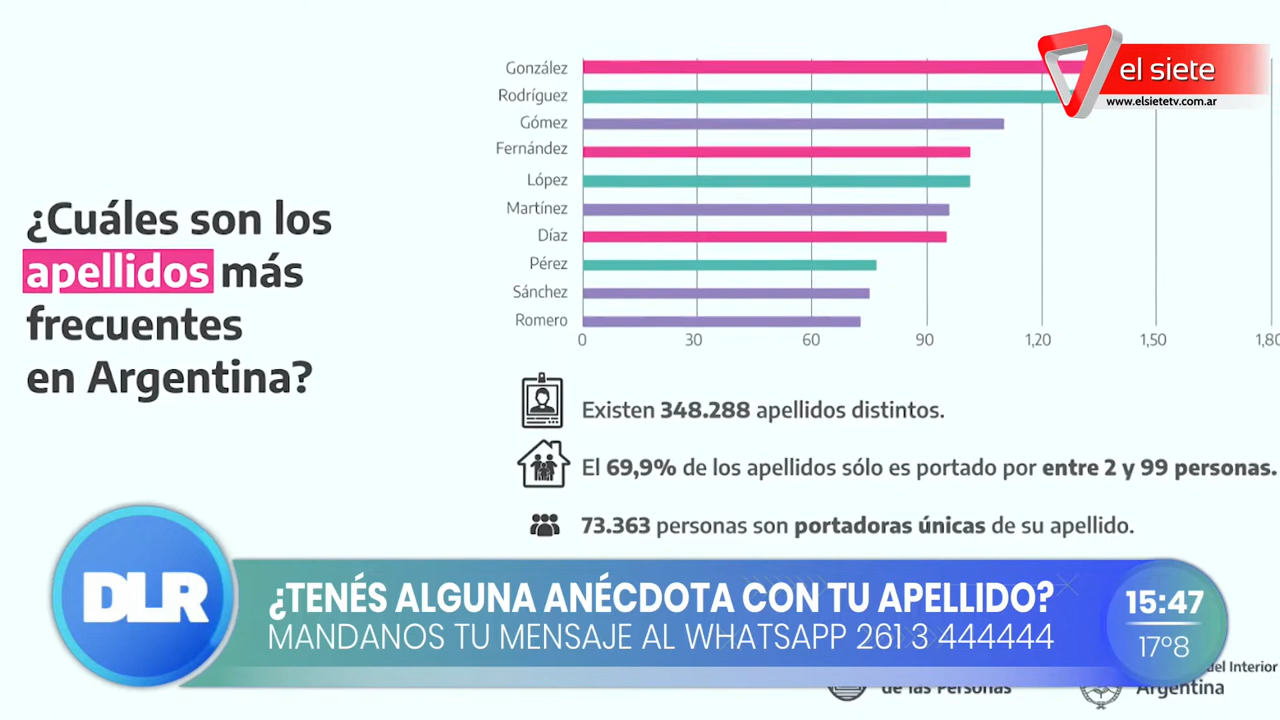 el siete
www.elsietetv.com.ar
¿Cuáles son los
apellidos más
frecuentes
en Argentina?
González
Rodríguez
Gómez
Fernández
López
Martínez
Díaz
Pérez
Sánchez
Romero
0 30 60 90 1,20 1,50 1,80
Existen 348.288 apellidos distintos.
El 69,9% de los apellidos sólo es portado por entre 2 y 99 personas.
73.363 personas son portadoras únicas de su apellido.
DLR
¿TENÉS ALGUNA ANÉCDOTA CON TU APELLIDO?
MANDANOS TU MENSAJE AL WHATSAPP 261 3 444444
15:47
17º8
de las Personas
del Interior
Argentina